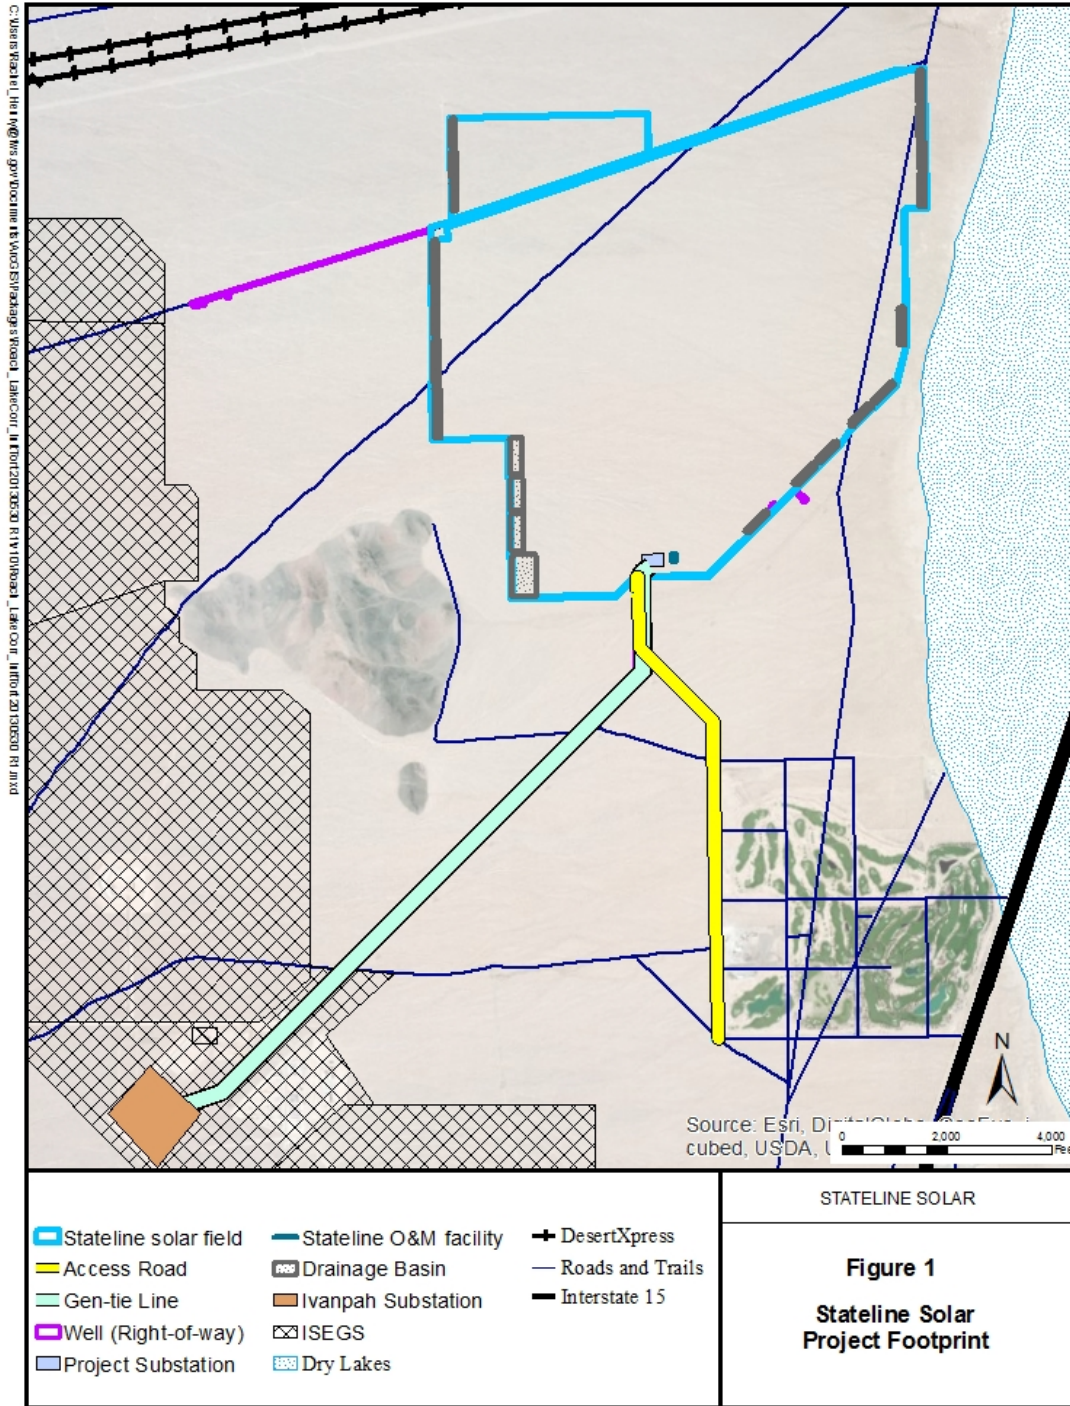 N
Source: Esri,
cubed, USDA,
0 2,000 4,000
STATELINE SOLAR
Figure 1
Stateline Solar
Project Footprint
Stateline solar field
Access Road
Gen-tie Line
Well (Right-of-way)
Project Substation
Stateline O&M facility
Drainage Basin
Ivanpah Substation
ISEGS
Dry Lakes
DesertXpress
Roads and Trails
Interstate 15